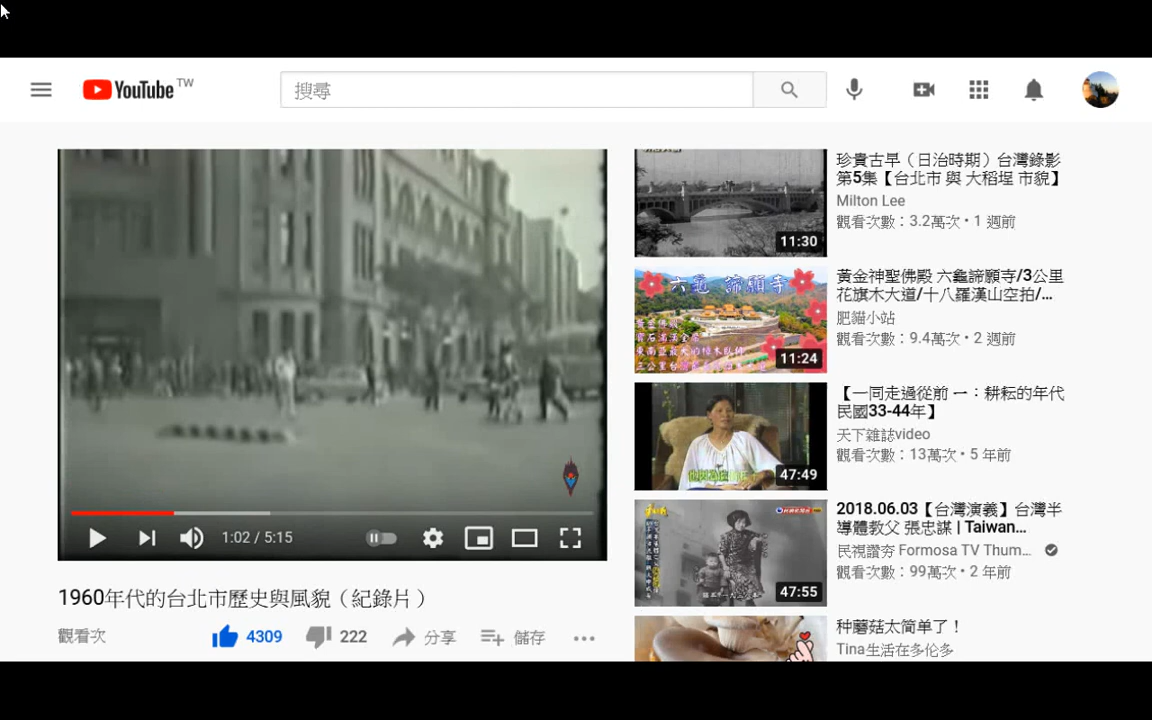 YouTube TW
搜尋
1:02 / 5:15
1960年代的台北市歷史與風貌（紀錄片）
觀看次
4309
222
分享
儲存
11:30
珍貴古早（日治時期）台灣錄影
第5集【台北市 與 大稻埕 市貌】
Milton Lee
觀看次數：3.2萬次 • 1 週前
六龜 諦願寺
三公里台
11:24
黃金神聖佛殿 六龜諦願寺/3公里
花旗木大道/十八羅漢山空拍/...
肥貓小站
觀看次數：9.4萬次 • 2 週前
47:49
【一同走過從前 一：耕耘的年代
民國33-44年】
天下雜誌video
觀看次數：13萬次 • 5 年前
47:55
2018.06.03【台灣演義】台灣半
導體教父 張忠謀 | Taiwan...
民視讚夯 Formosa TV Thum...
觀看次數：99萬次 • 2 年前
种蘑菇太简单了！
Tina生活在多伦多